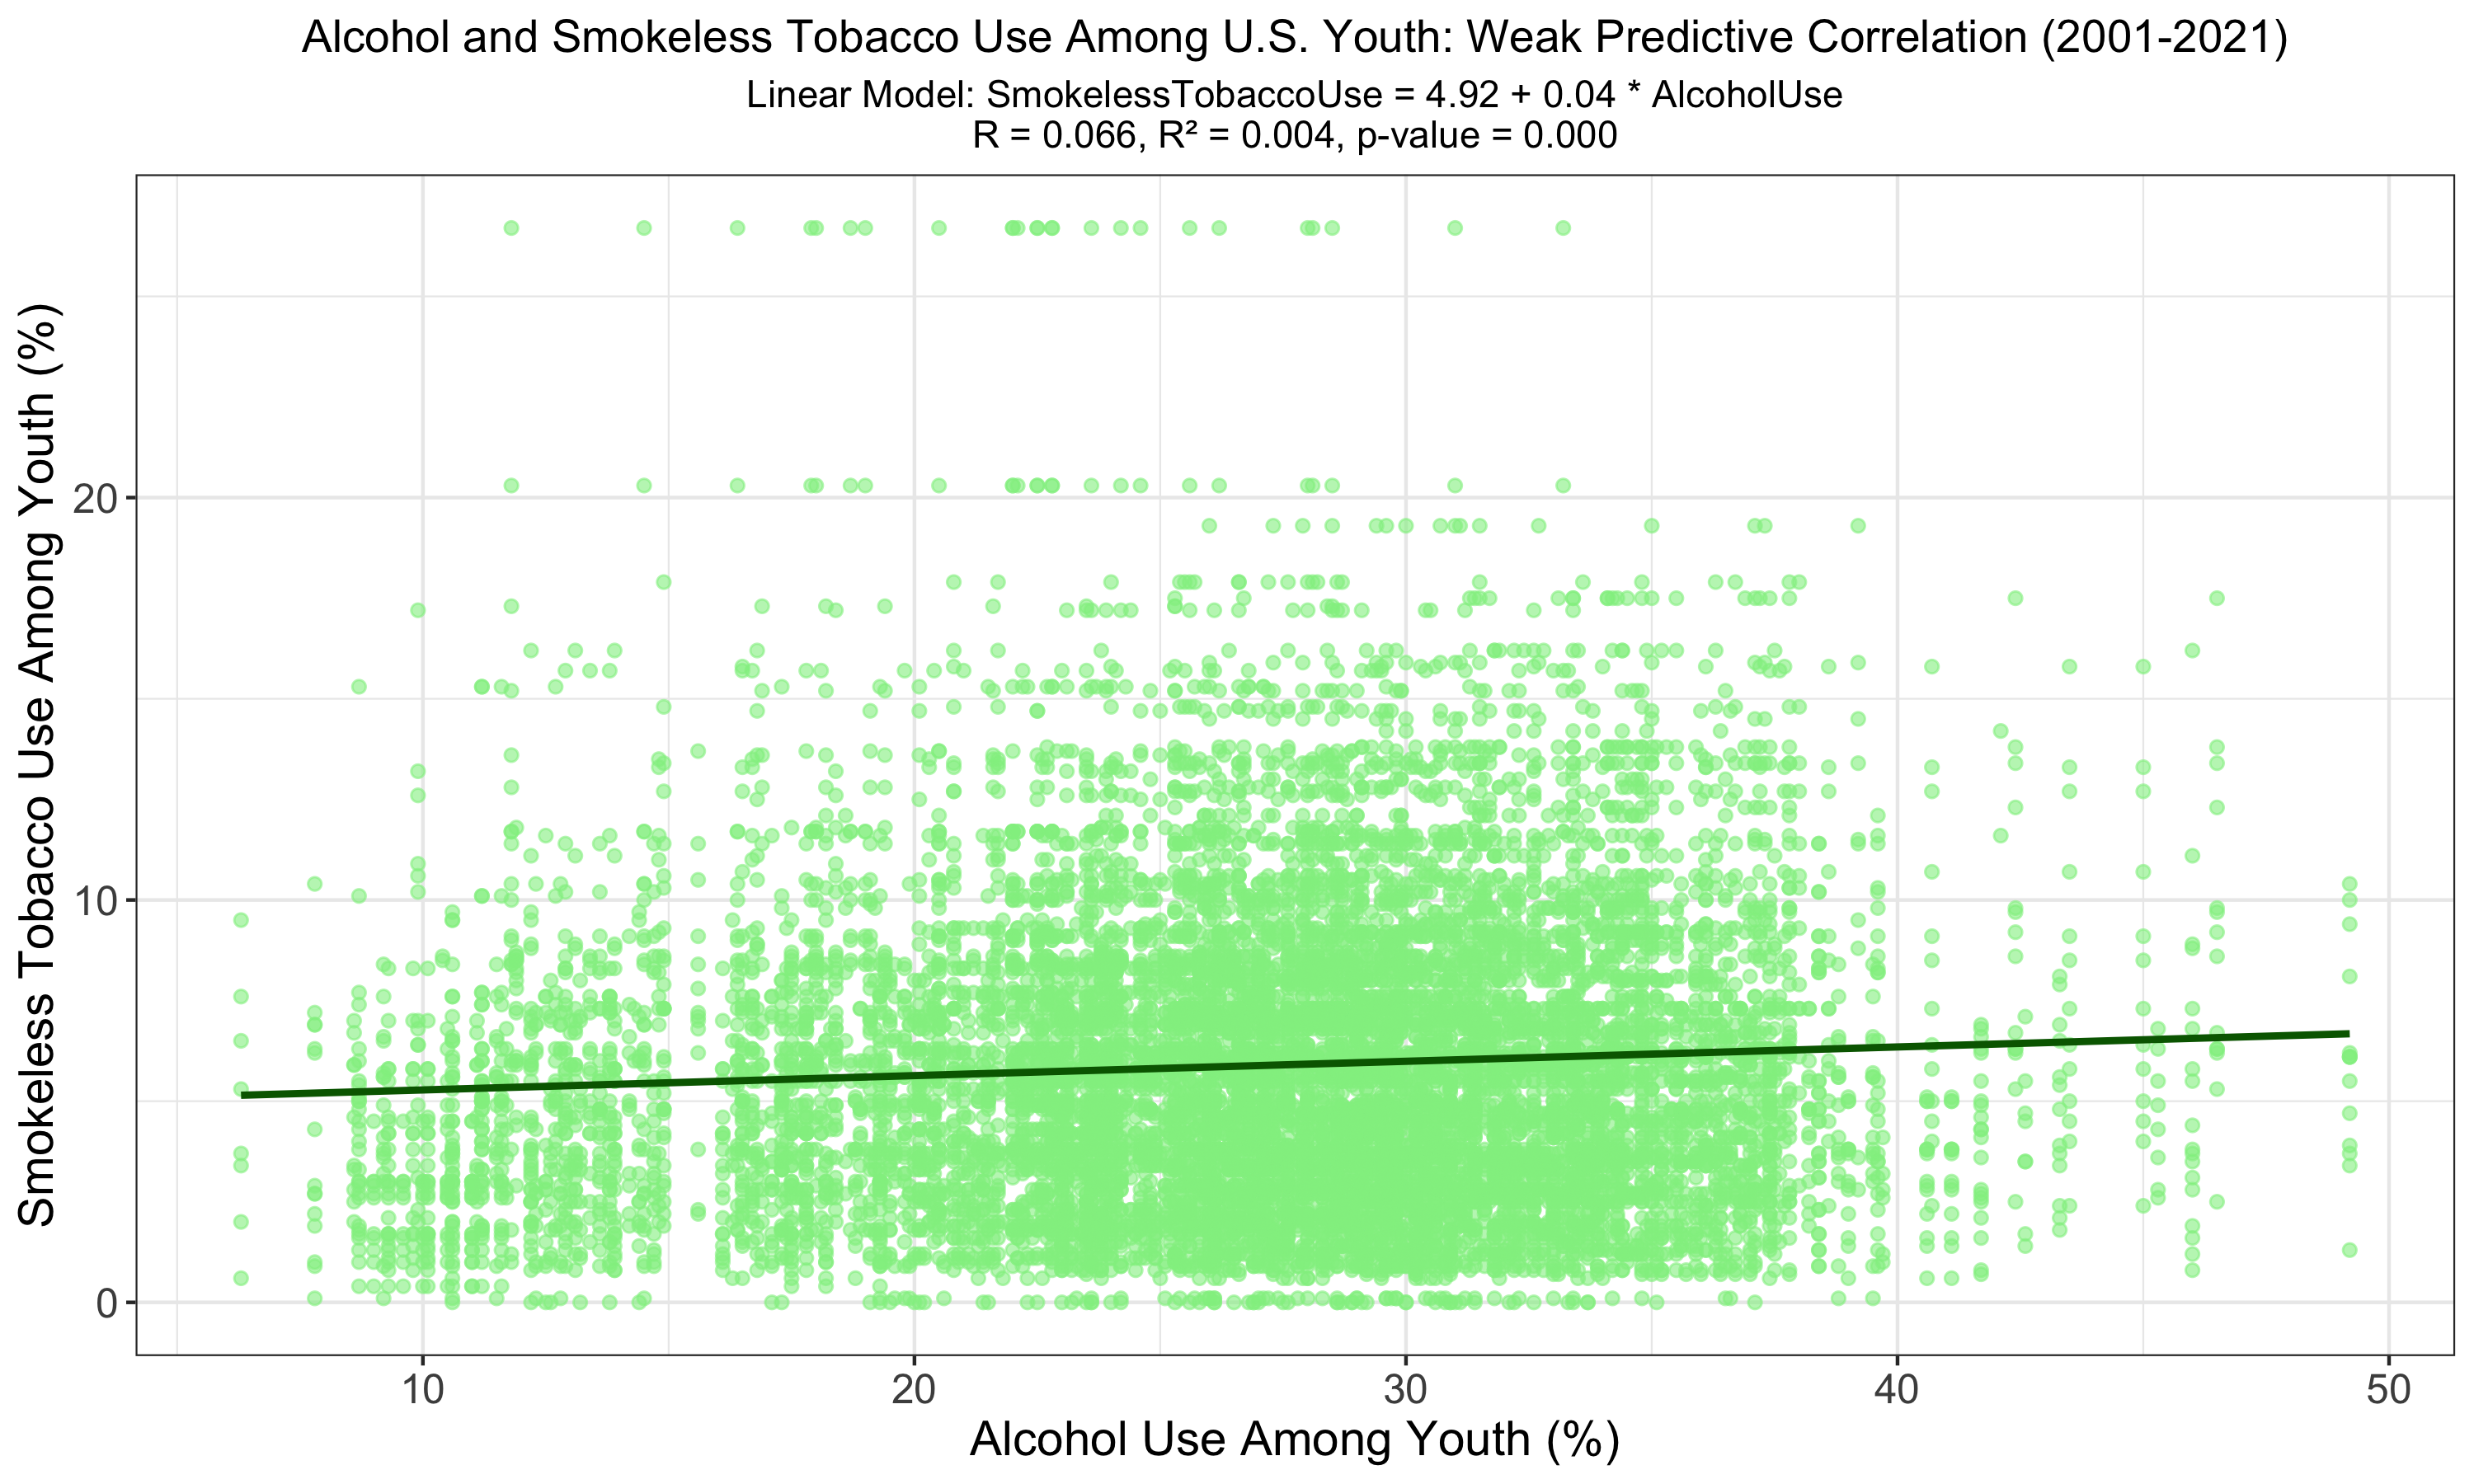 Alcohol and Smokeless Tobacco Use Among U.S. Youth: Weak Predictive Correlation (2001-2021)
Linear Model: SmokelessTobaccoUse = 4.92 + 0.04 * AlcoholUse
R = 0.066, R² = 0.004, p-value = 0.000
Smokeless Tobacco Use Among Youth (%)
20
10
0
10
20
30
40
50
Alcohol Use Among Youth (%)